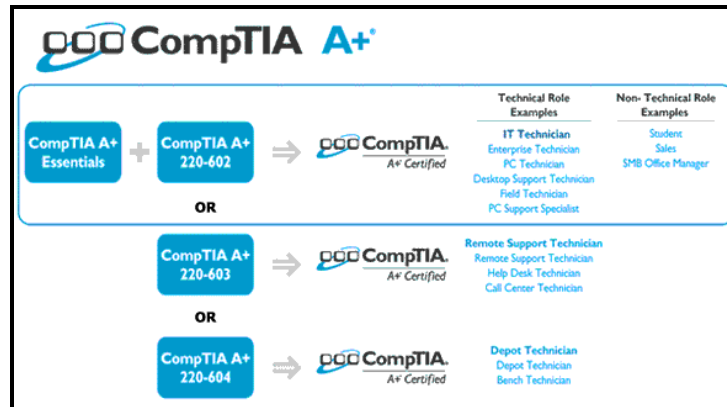 CompTIA A+®
Technical Role
Examples
Non- Technical Role
Examples
CompTIA A+
Essentials
+
CompTIA A+
220-602
CompTIA.
A+ Certified
IT Technician
Enterprise Technician
PC Technician
Desktop Support Technician
Field Technician
PC Support Specialist
Student
Sales
SMB Office Manager
OR
CompTIA A+
220-603
CompTIA.
A+ Certified
Remote Support Technician
Remote Support Technician
Help Desk Technician
Call Center Technician
OR
CompTIA A+
220-604
CompTIA.
A+ Certified
Depot Technician
Depot Technician
Bench Technician